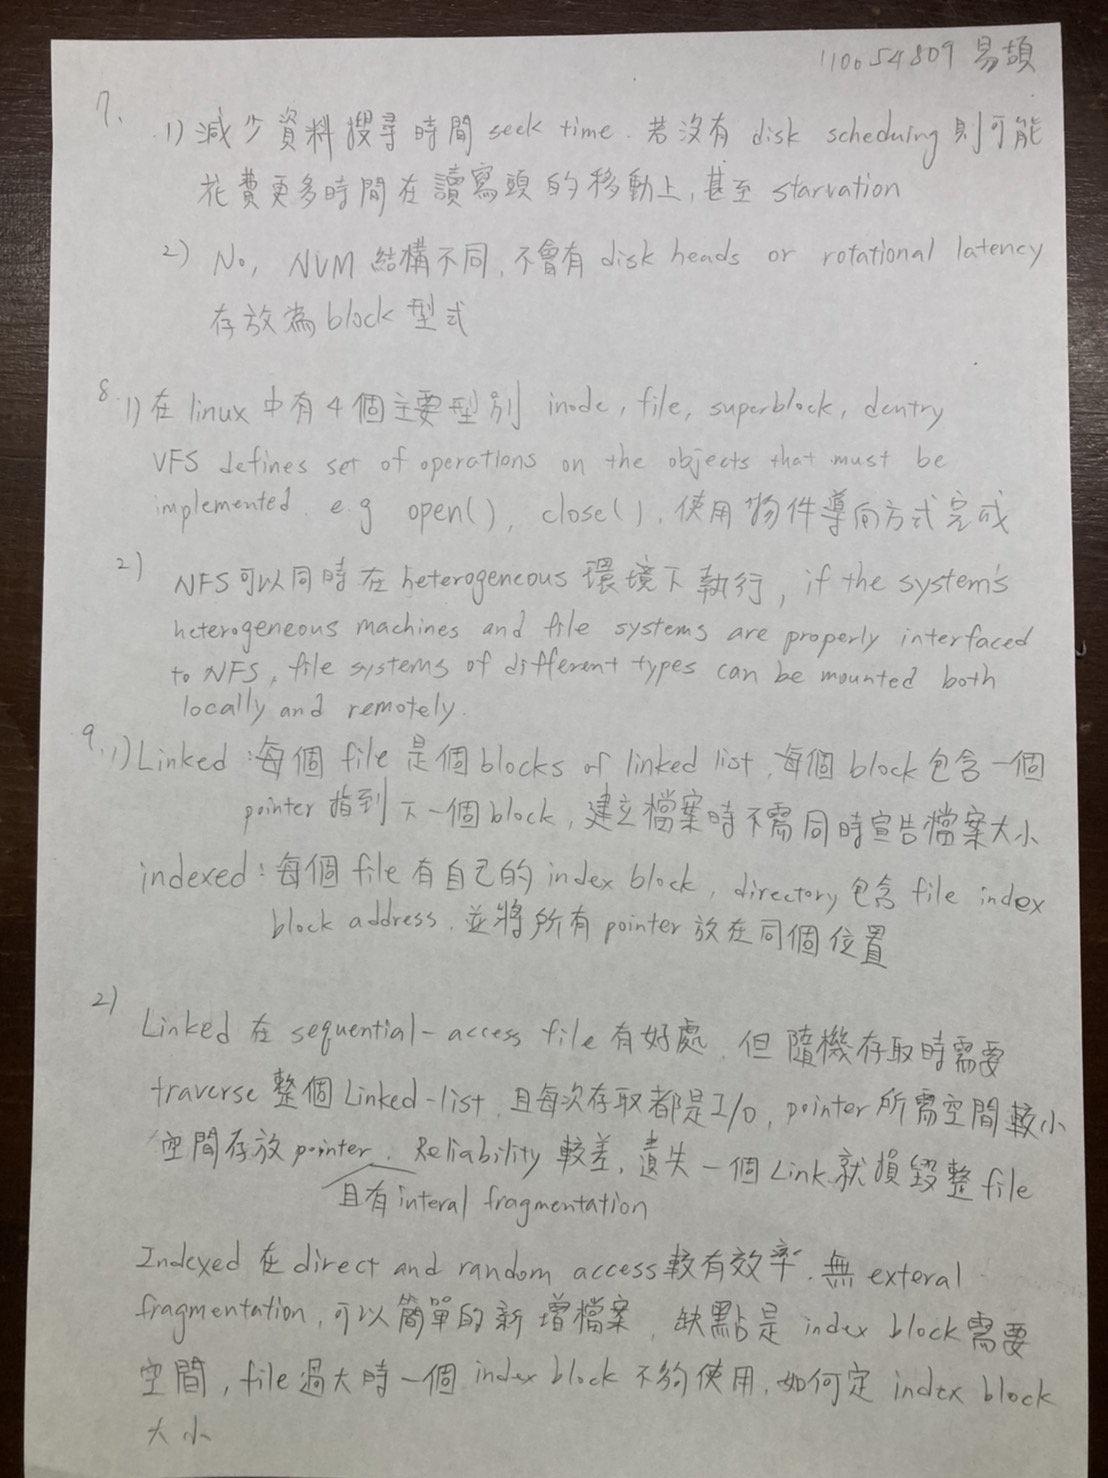 110054809 易頡
7.
1) 減少資料搜尋時間 seek time. 若沒有 disk scheduling 則可能
花費更多時間在讀寫頭的移動上, 甚至 starvation
2) No, NVM 結構不同, 不會有 disk heads or rotational latency
存放為 block 型式
8. 1) 在 linux 中有 4 個主要型別 inode, file, superblock, dentry
VFS defines set of operations on the objects that must be
implemented. e.g open(), close(), 使用物件導向方式完成
2) NFS可以同時在 heterogeneous 環境下執行, if the system's
heterogeneous machines and file systems are properly interfaced
to NFS, file systems of different types can be mounted both
locally and remotely.
9. 1) Linked : 每個 file 是個 blocks of linked list, 每個 block 包含一個
pointer 指到下一個 block, 建立檔案時不需同時宣告檔案大小
indexed : 每個 file 有自己的 index block, directory 包含 file index
block address, 並將所有 pointer 放在同個位置
2)
Linked 在 sequential-access file 有好處, 但隨機存取時需要
traverse 整個 Linked-list, 且每次存取都是 I/O, pointer 所需空間較小
空間存放 pointer. Reliability 較差, 遺失一個 Link 就損毀整 file
且有 interal fragmentation
Indexed 在 direct and random access 較有效率. 無 exteral
fragmentation, 可以簡單的新增檔案, 缺點是 index block 需要
空間, file 過大時一個 index block 不夠使用, 如何定 index block
大小